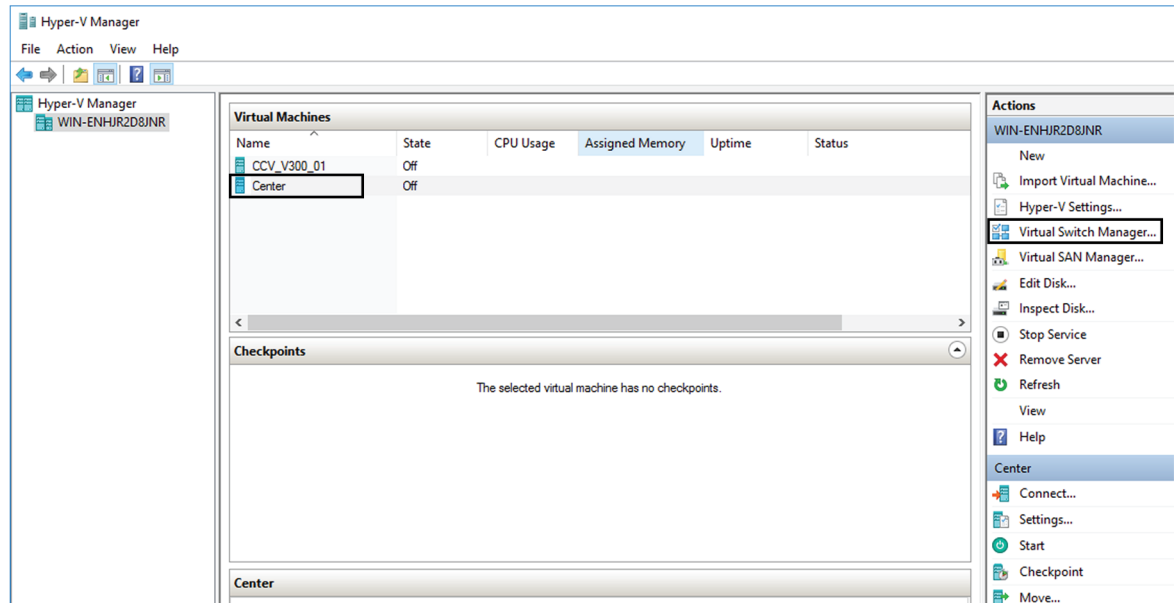 Hyper-V Manager
File Action View Help
Hyper-V Manager
WIN-ENHJR2D8JNR
Virtual Machines
Name State CPU Usage Assigned Memory Uptime Status
CCV_V300_01 Off
Center Off
Checkpoints
The selected virtual machine has no checkpoints.
Center
Actions
WIN-ENHJR2D8JNR
New
Import Virtual Machine...
Hyper-V Settings...
Virtual Switch Manager...
Virtual SAN Manager...
Edit Disk...
Inspect Disk...
Stop Service
Remove Server
Refresh
View
Help
Center
Connect...
Settings...
Start
Checkpoint
Move...